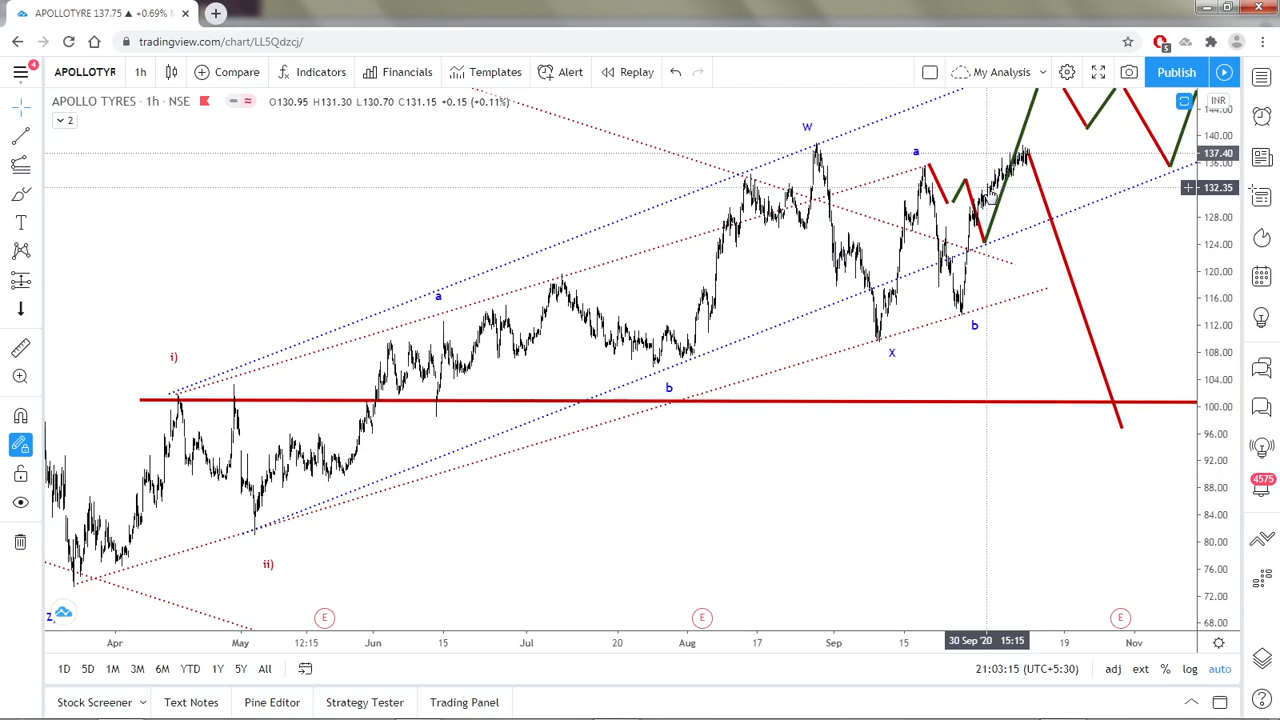 APOLLOTYRE 137.75 ▲ +0.69%
tradingview.com/chart/LL5Qdzcj/
5
4
APOLLOTYR 1h Compare Indicators Financials Templates Alert Replay My Analysis Publish
APOLLO TYRES · 1h · NSE O130.95 H131.30 L130.70 C131.15 +0.15 (+0.11%)
INR
2
144.00
140.00
137.40
136.00
132.35
128.00
124.00
120.00
116.00
112.00
108.00
104.00
100.00
96.00
92.00
88.00
84.00
80.00
76.00
72.00
68.00
W
a
a
b
X
i)
b
ii)
Z
E E E
Apr May 12:15 Jun 15 Jul 20 Aug 17 Sep 15 30 Sep '20 15:15 19 Nov
1D 5D 1M 3M 6M YTD 1Y 5Y All 21:03:15 (UTC+5:30) adj ext % log auto
Stock Screener Text Notes Pine Editor Strategy Tester Trading Panel
4575